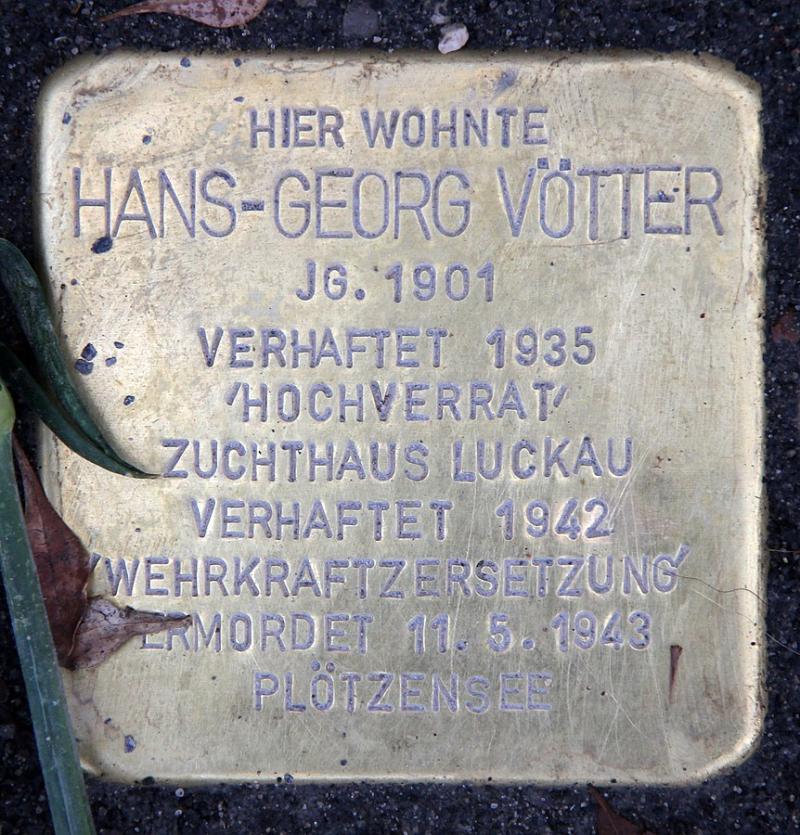 HIER WOHNTE
HANS-GEORG VÖTTER
JG. 1901
VERHAFTET 1935
'HOCHVERRAT'
ZUCHTHAUS LUCKAU
VERHAFTET 1942
'WEHRKRAFTZERSETZUNG'
ERMORDET 11.5.1943
PLÖTZENSEE